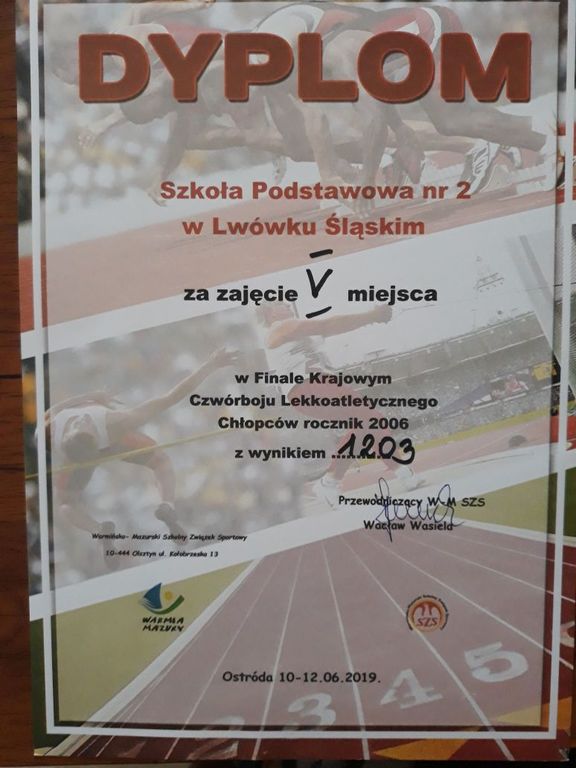 DYPLOM
Szkoła Podstawowa nr 2
w Lwówku Śląskim
za zajęcie V miejsca
w Finale Krajowym
Czwórboju Lekkoatletycznego
Chłopców rocznik 2006
z wynikiem ..1203
Przewodniczący W-M SZS
Wacław Wasiela
Warmińsko- Mazurski Szkolny Związek Sportowy
10-444 Olsztyn ul. Kołobrzeska 13
WARMIA
MAZURY
SZS
Ostróda 10-12.06.2019.
2 3 4 5